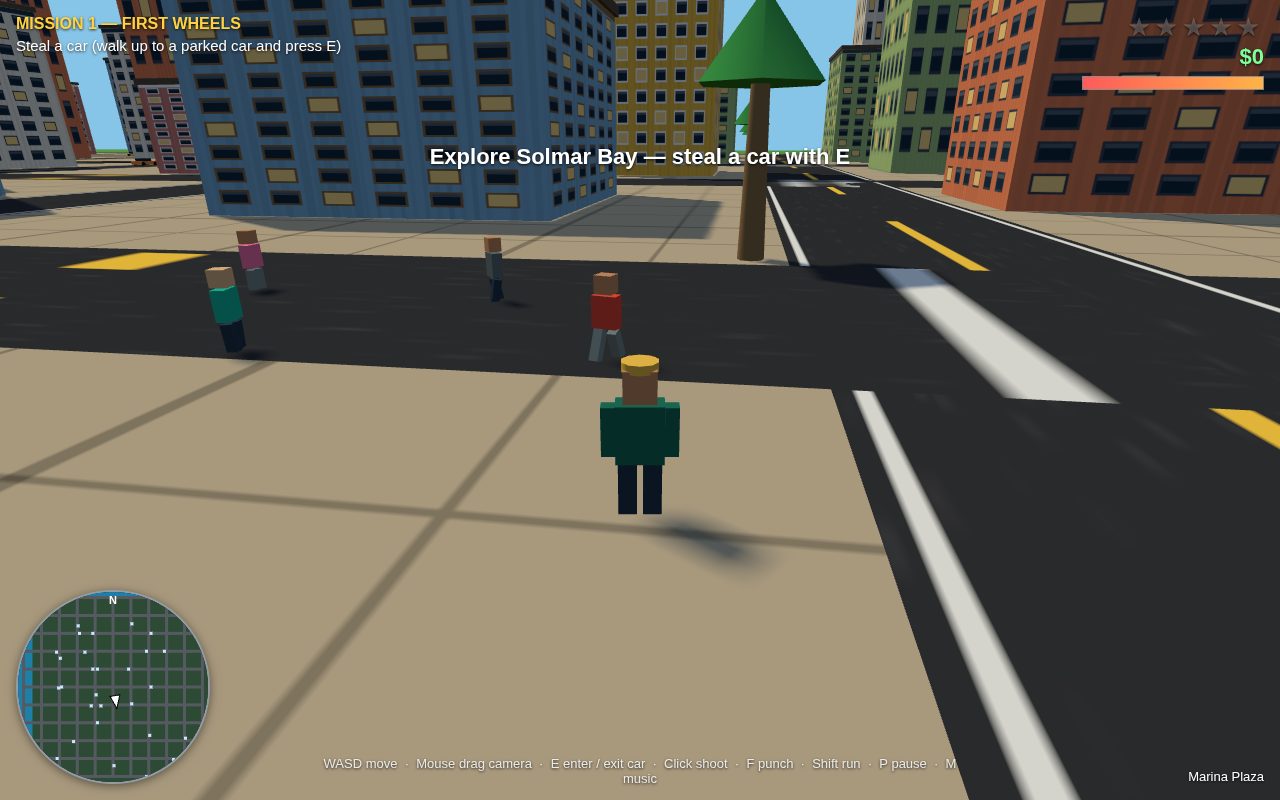 MISSION 1 — FIRST WHEELS
Steal a car (walk up to a parked car and press E)
$0
Explore Solmar Bay — steal a car with E
N
WASD move · Mouse drag camera · E enter / exit car · Click shoot · F punch · Shift run · P pause · M
music
Marina Plaza